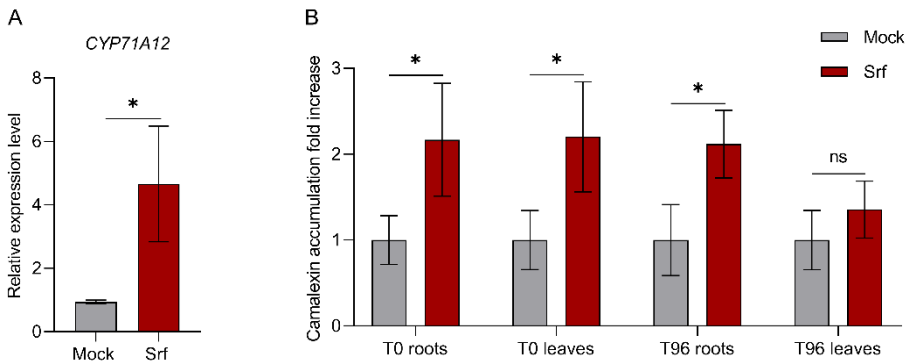 A
CYP71A12
Relative expression level
8
6
4
2
0
*
Mock
Srf
B
Camalexin accumulation fold increase
3
2
1
0
*
*
*
ns
T0 roots
T0 leaves
T96 roots
T96 leaves
Mock
Srf